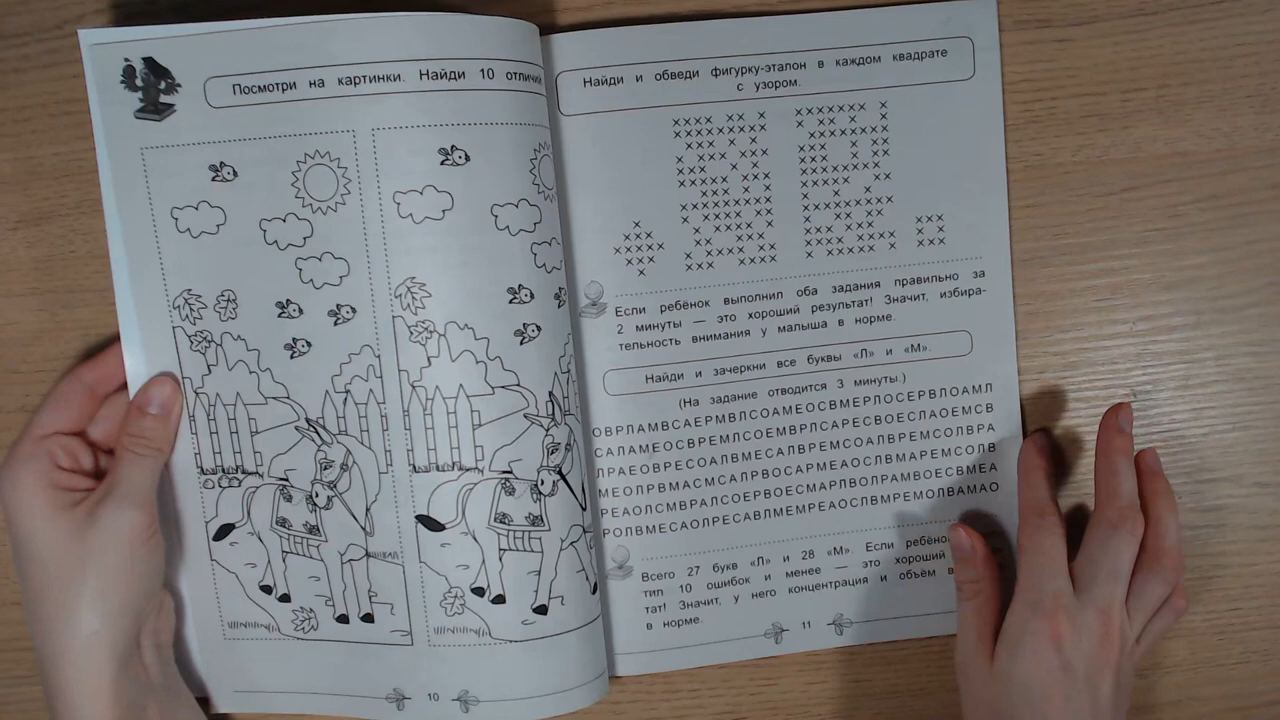 Посмотри на картинки. Найди 10
10
Найди и обведи фигурку-эталон в каждом квадрате
с узором.
Если ребёнок выполнил оба задания правильно за
2 минуты — это хороший результат! Значит, избира-
тельность внимания у малыша в норме.
Найди и зачеркни все буквы «Л» и «М».
(На задание отводится 3 минуты.)
ОВРЛАМВСАЕРМВЛСОАМЕОСВМЕРЛОСЕРВЛОАМЛ
САЛАМЕОСВРЕМЛСОЕМВРЛСАРЕСВОЕСЛАОЕМСВ
ЛРАЕОВРЕСОАЛВМЕСАЛВРЕМСОАЛВРЕМСОЛВРА
МЕОЛРВМАСМСАЛРВОСАРМЕАОСЛВМАРЕМСОЛВ
РЕАОЛСМВРАЛСОЕРВОЕСМАРЛВОЛРАМВОЕСВМЕА
РОЛВМЕСАОЛРЕСАВЛМЕМРЕАОСЛВМРЕМОЛВАМАО
Всего 27 букв «Л» и 28 «М». Если
тил 10 ошибок и менее — это хороший
тат! Значит, у него концентрация и объём
в норме.
11